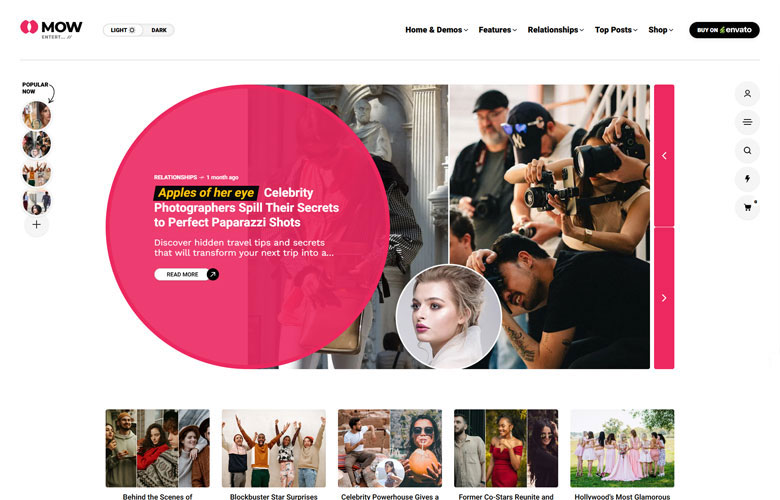 MOW
ENTERT... //
LIGHT
DARK
Home & Demos
Features
Relationships
Top Posts
Shop
BUY ON envato
POPULAR
NOW
RELATIONSHIPS
1 month ago
Apples of her eye Celebrity
Photographers Spill Their Secrets
to Perfect Paparazzi Shots
Discover hidden travel tips and secrets
that will transform your next trip into a...
READ MORE
Behind the Scenes of
Blockbuster Star Surprises
Celebrity Powerhouse Gives a
Former Co-Stars Reunite and
Hollywood's Most Glamorous